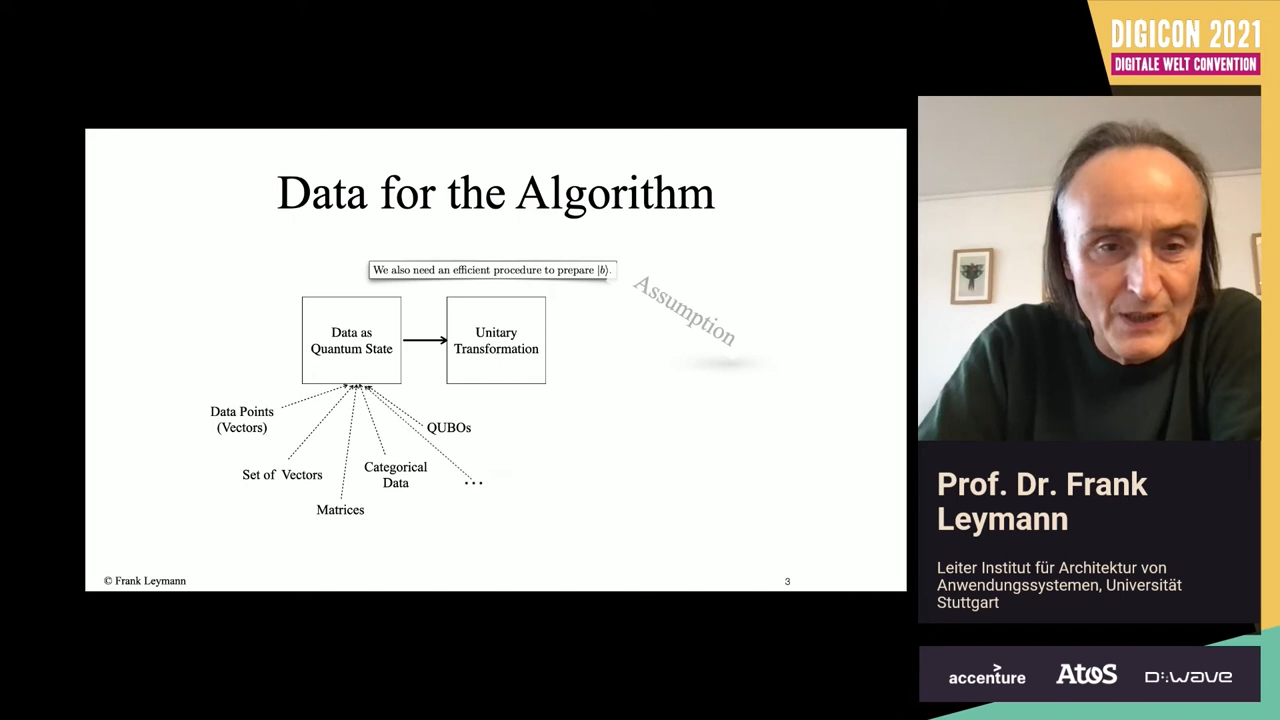 DIGICON 2021
DIGITALE WELT CONVENTION
Data for the Algorithm
We also need an efficient procedure to prepare |b⟩.
Assumption
Data as
Quantum State
Unitary
Transformation
Data Points
(Vectors)
QUBOs
Set of Vectors
Categorical
Data
...
Matrices
© Frank Leymann
3
Prof. Dr. Frank
Leymann
Leiter Institut für Architektur von
Anwendungssystemen, Universität
Stuttgart
accenture
Atos
D:wave